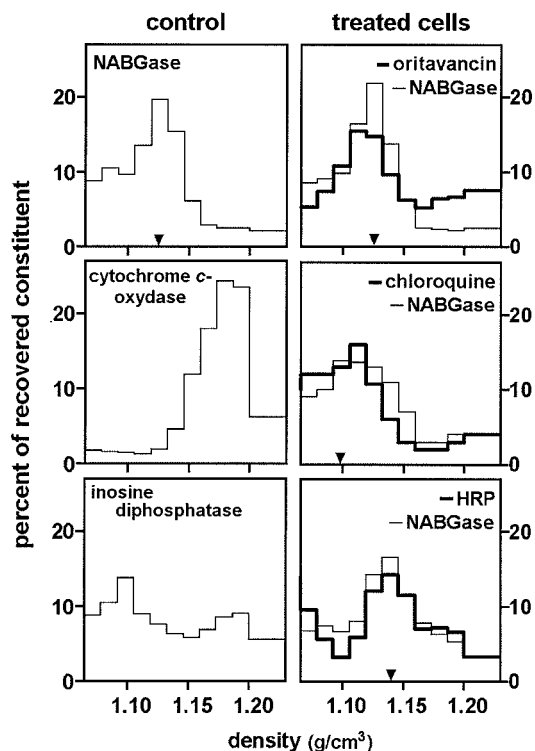 control
treated cells
percent of recovered constituent
NABGase
20
10
0
oritavancin
NABGase
20
10
0
cytochrome c-
oxydase
20
10
0
chloroquine
NABGase
20
10
0
inosine
diphosphatase
20
10
0
HRP
NABGase
20
10
0
1.10 1.15 1.20
1.10 1.15 1.20
density (g/cm³)